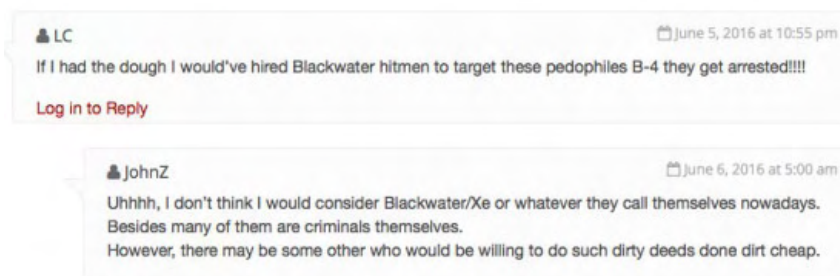 LC
June 5, 2016 at 10:55 pm
If I had the dough I would've hired Blackwater hitmen to target these pedophiles B-4 they get arrested!!!!
Log in to Reply
JohnZ
June 6, 2016 at 5:00 am
Uhhhh, I don't think I would consider Blackwater/Xe or whatever they call themselves nowadays.
Besides many of them are criminals themselves.
However, there may be some other who would be willing to do such dirty deeds done dirt cheap.